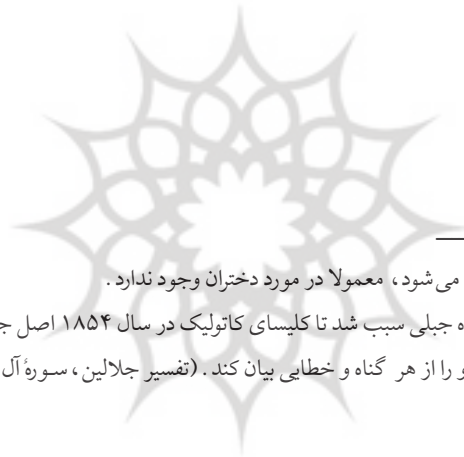 می‌شود، معمولا در مورد دختران وجود ندارد.
جبلی سبب شد تا کلیسای کاتولیک در سال ۱۸۵۴ اصل
و را از هر گناه و خطایی بیان کند. (تفسیر جلالین، سورهٔ آل